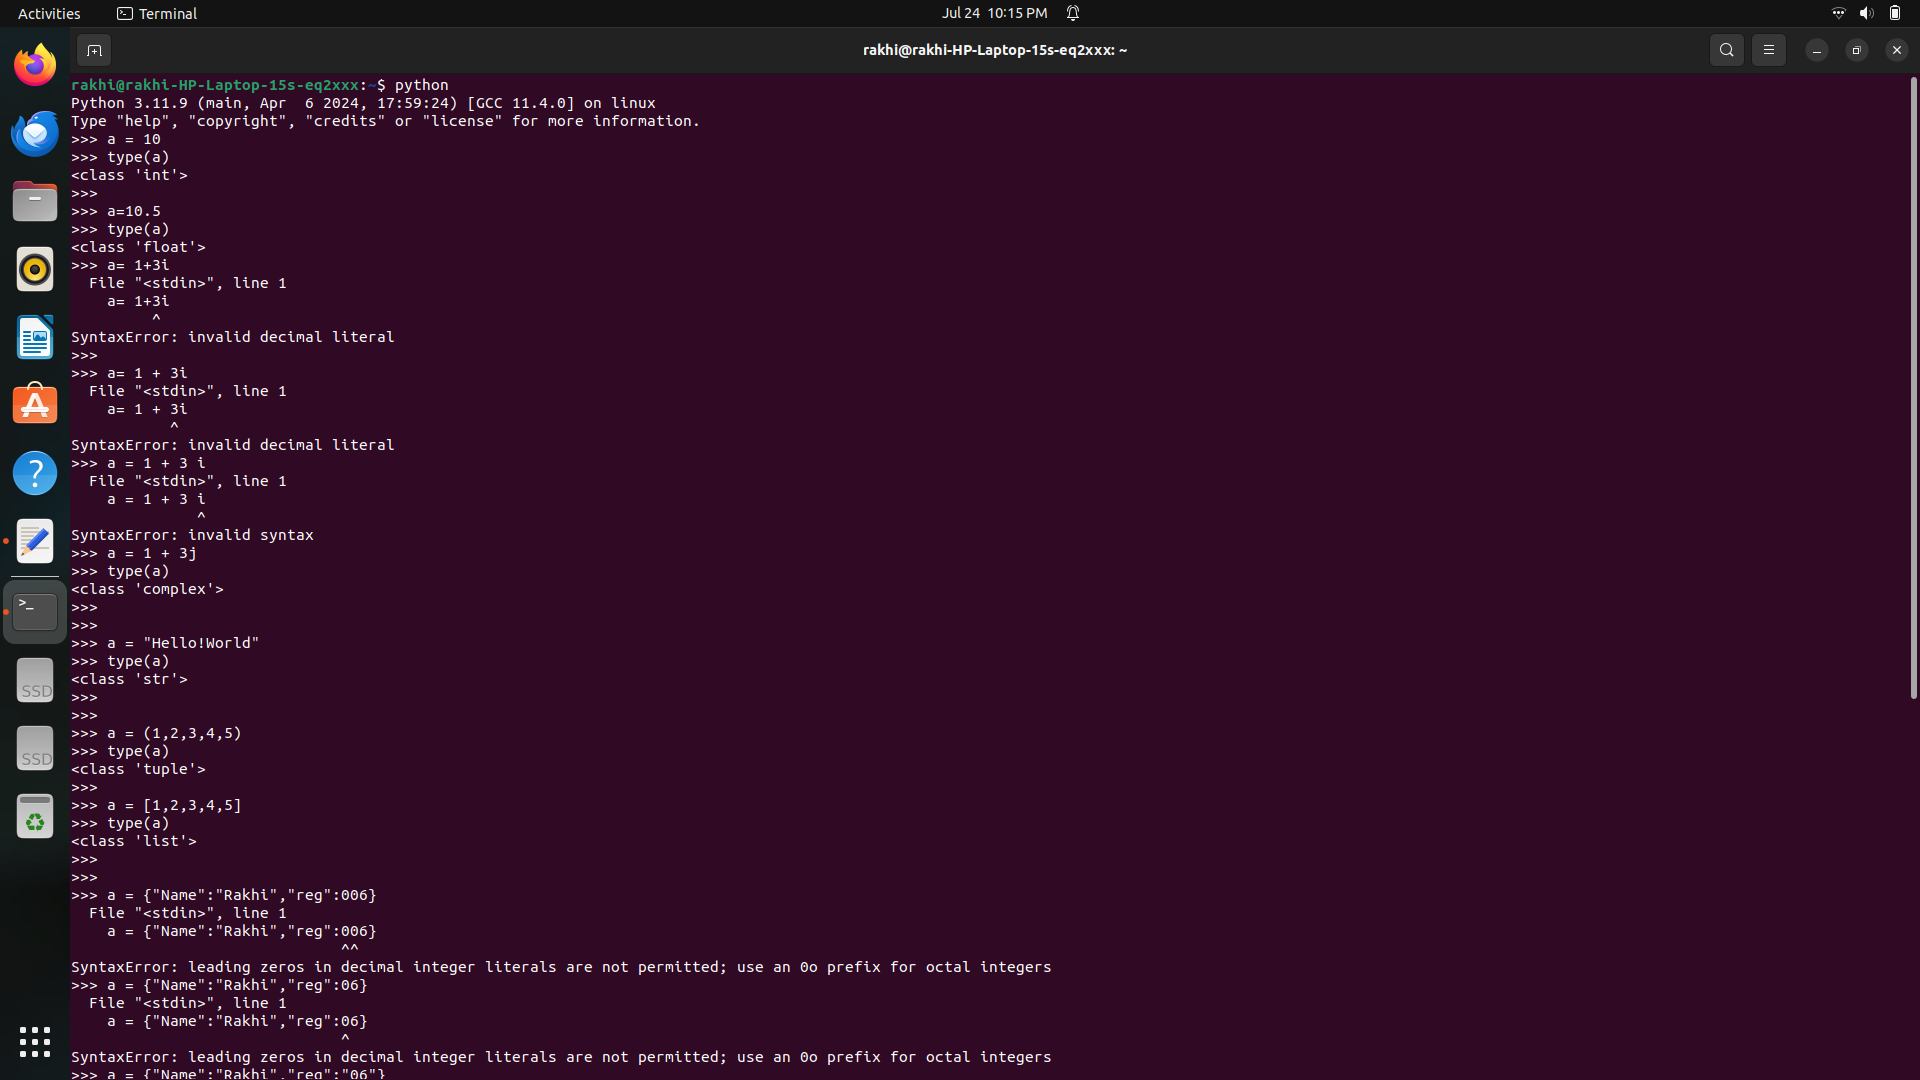 Activities
Terminal
Jul 24 10:15 PM
rakhi@rakhi-HP-Laptop-15s-eq2xxx: ~
rakhi@rakhi-HP-Laptop-15s-eq2xxx:~$ python
Python 3.11.9 (main, Apr  6 2024, 17:59:24) [GCC 11.4.0] on linux
Type "help", "copyright", "credits" or "license" for more information.
>>> a = 10
>>> type(a)
<class 'int'>
>>>
>>> a=10.5
>>> type(a)
<class 'float'>
>>> a= 1+3i
  File "<stdin>", line 1
    a= 1+3i
         ^
SyntaxError: invalid decimal literal
>>>
>>> a= 1 + 3i
  File "<stdin>", line 1
    a= 1 + 3i
           ^
SyntaxError: invalid decimal literal
>>> a = 1 + 3 i
  File "<stdin>", line 1
    a = 1 + 3 i
              ^
SyntaxError: invalid syntax
>>> a = 1 + 3j
>>> type(a)
<class 'complex'>
>>>
>>>
>>> a = "Hello!World"
>>> type(a)
<class 'str'>
>>>
>>>
>>> a = (1,2,3,4,5)
>>> type(a)
<class 'tuple'>
>>>
>>> a = [1,2,3,4,5]
>>> type(a)
<class 'list'>
>>>
>>>
>>> a = {"Name":"Rakhi","reg":006}
  File "<stdin>", line 1
    a = {"Name":"Rakhi","reg":006}
                              ^^
SyntaxError: leading zeros in decimal integer literals are not permitted; use an 0o prefix for octal integers
>>> a = {"Name":"Rakhi","reg":06}
  File "<stdin>", line 1
    a = {"Name":"Rakhi","reg":06}
                              ^
SyntaxError: leading zeros in decimal integer literals are not permitted; use an 0o prefix for octal integers
>>> a = {"Name":"Rakhi","reg":"06"}
SSD
SSD